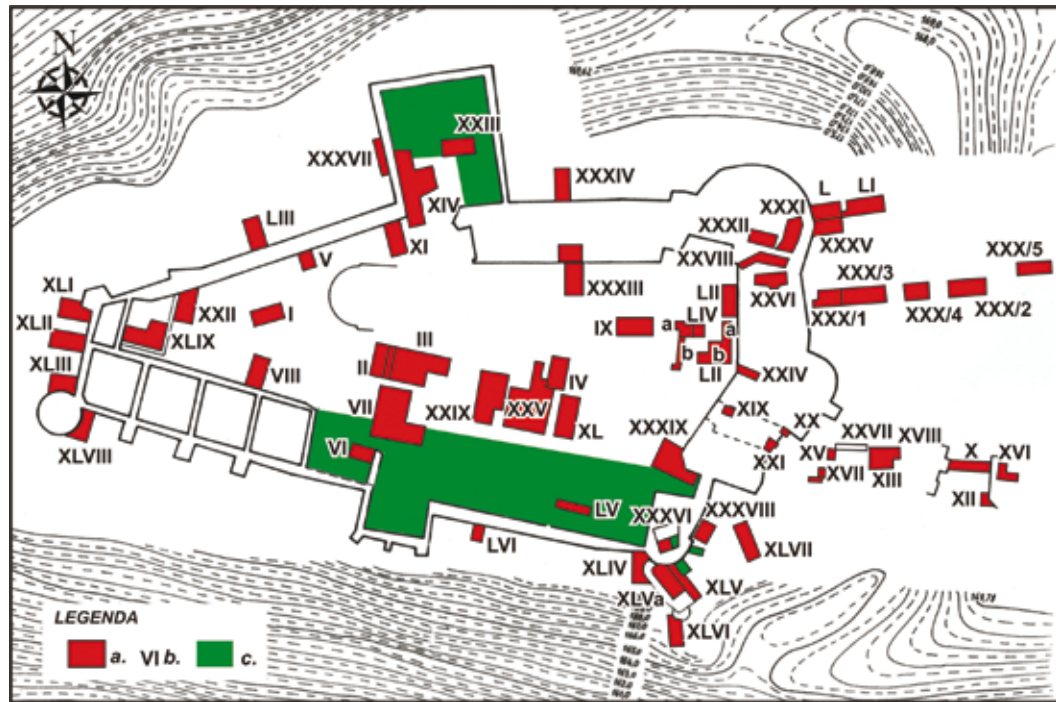 N
XXIII
XXXVII
XXXIV
XIV
L
LI
XXXI
LIII
XI
XXXII
XXXV
V
XXVIII
XXX/5
XLI
XXXIII
XXX/3
XXVI
LII
XXII
I
IX
a
LIV
a
XXX/1
XXX/4
XXX/2
XLII
XLIX
III
b
b
XLIII
II
LII
VIII
IV
XXIV
VII
XXIX
XXV
XIX
XL
XX
XXXIX
XXVII
XVIII
XLVIII
VI
XV
X
XVI
XXI
XVII
XIII
LV
XII
XXXVI
XXXVIII
LVI
XLVII
XLIV
XLV
XLVa
LEGENDA
XLVI
a. VI b. c.